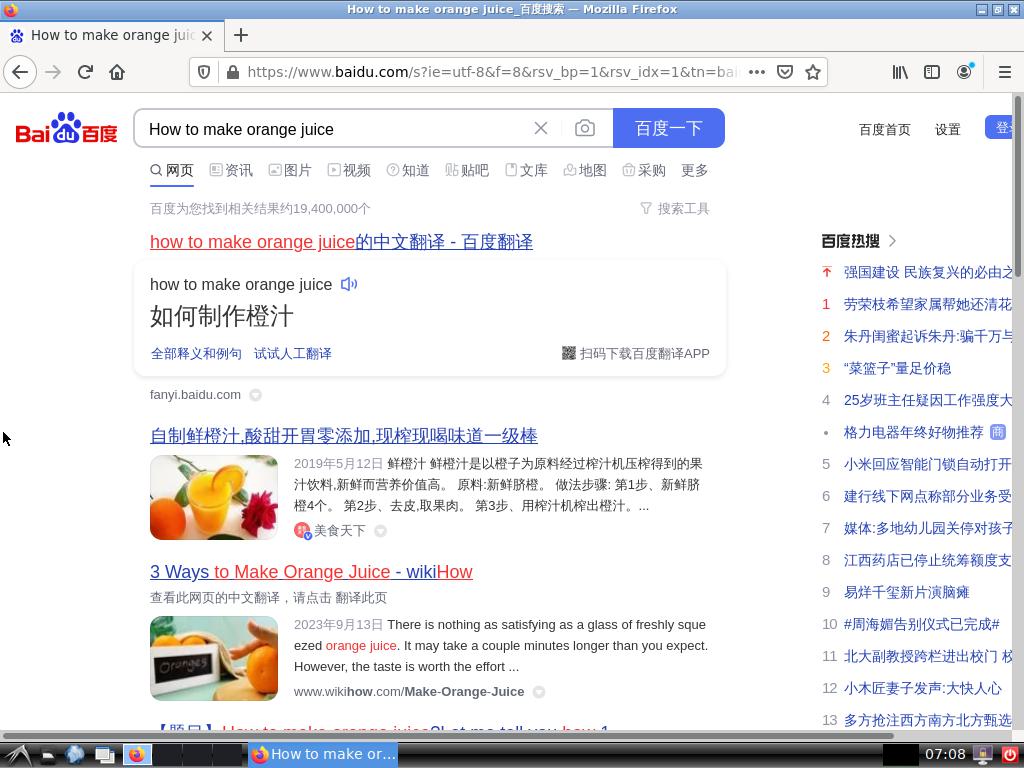 How to make orange juice_百度搜索 — Mozilla Firefox
How to make orange juic
https://www.baidu.com/s?ie=utf-8&f=8&rsv_bp=1&rsv_idx=1&tn=bai
Bai du 百度
How to make orange juice
百度一下
百度首页 设置
网页 资讯 图片 视频 知道 贴吧 文库 地图 采购 更多
百度为您找到相关结果约19,400,000个
搜索工具
how to make orange juice的中文翻译 - 百度翻译
how to make orange juice
如何制作橙汁
全部释义和例句 试试人工翻译
扫码下载百度翻译APP
fanyi.baidu.com
自制鲜橙汁,酸甜开胃零添加,现榨现喝味道一级棒
2019年5月12日 鲜橙汁 鲜橙汁是以橙子为原料经过榨汁机压榨得到的果
汁饮料,新鲜而营养价值高。 原料:新鲜脐橙。 做法步骤: 第1步、新鲜脐
橙4个。 第2步、去皮,取果肉。 第3步、用榨汁机榨出橙汁。...
美食天下
3 Ways to Make Orange Juice - wikiHow
查看此网页的中文翻译，请点击 翻译此页
Oranges
2023年9月13日 There is nothing as satisfying as a glass of freshly sque
ezed orange juice. It may take a couple minutes longer than you expect.
However, the taste is worth the effort ...
www.wikihow.com/Make-Orange-Juice
百度热搜
强国建设 民族复兴的必由之
1 劳荣枝希望家属帮她还清花
2 朱丹闺蜜起诉朱丹:骗千万与
3 “菜篮子”量足价稳
4 25岁班主任疑因工作强度大
• 格力电器年终好物推荐 商
5 小米回应智能门锁自动打开
6 建行线下网点称部分业务受
7 媒体:多地幼儿园关停对孩子
8 江西药店已停止统筹额度支
9 易烊千玺新片演脑瘫
10 #周海媚告别仪式已完成#
11 北大副教授跨栏进出校门 校
12 小木匠妻子发声:大快人心
13 多方抢注西方南方北方甄选
How to make or...
07:08